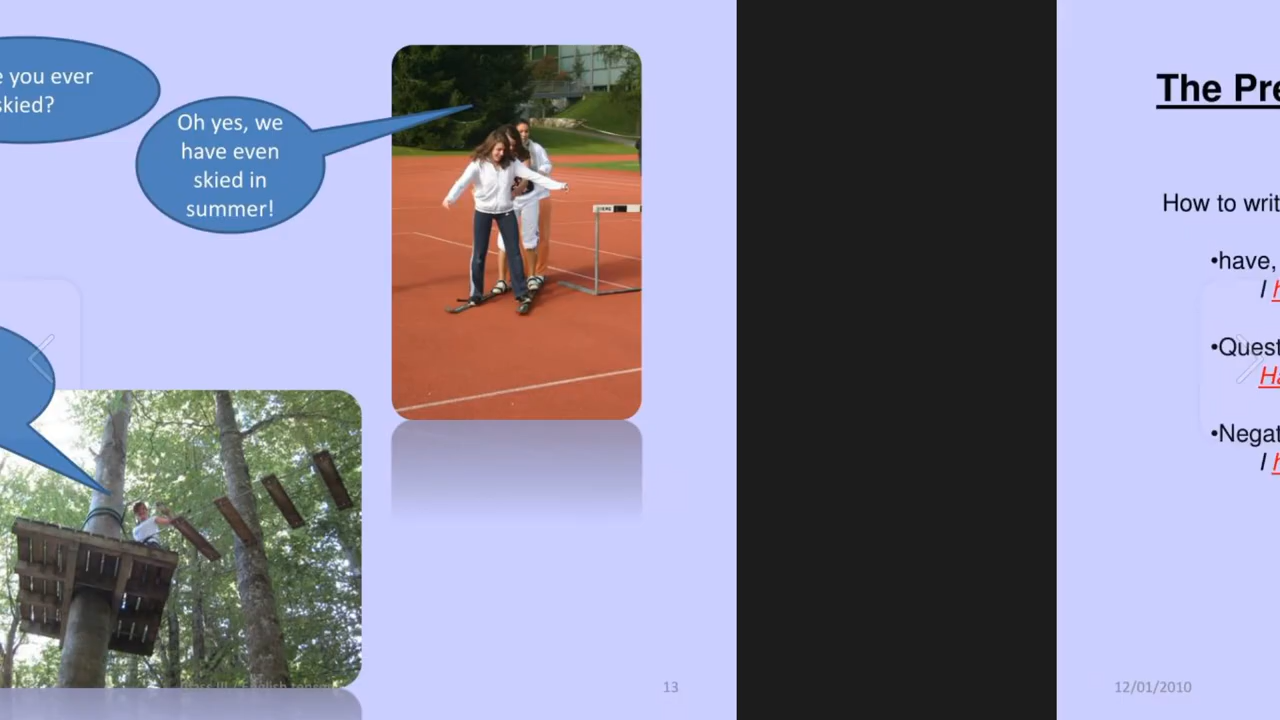 e you ever
skied?
Oh yes, we
have even
skied in
summer!
13
The Pre
How to writ
•have,
I h
•Quest
Ha
•Negat
I h
12/01/2010